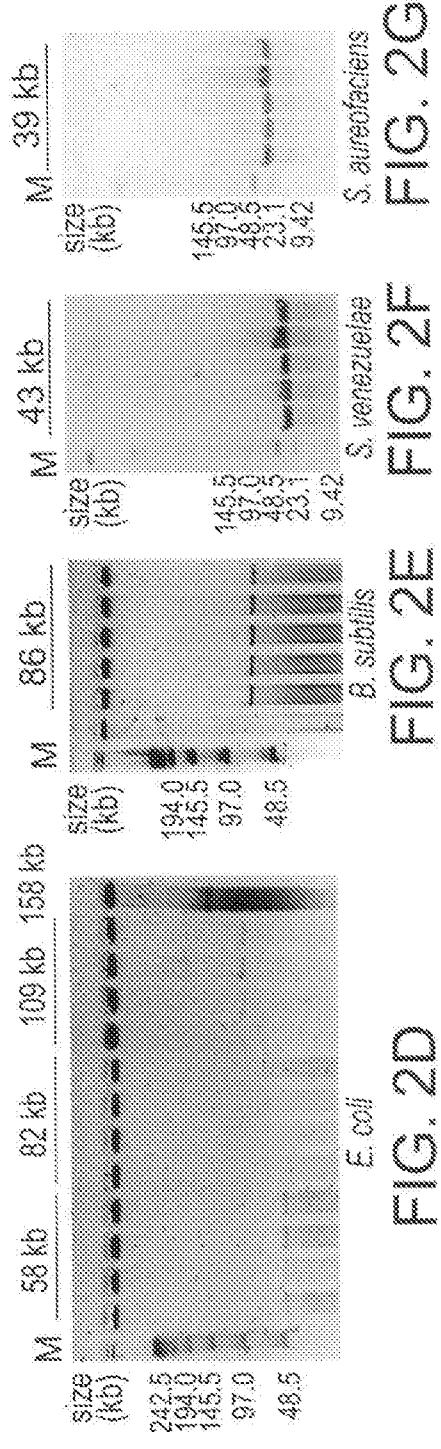 M 58 kb 82 kb 109 kb 158 kb
size
(kb)
242.5
194.0
145.5
97.0
48.5
E. coli
FIG. 2D
M 86 kb
size
(kb)
194.0
145.5
97.0
48.5
B. subtilis
FIG. 2E
M 43 kb
size
(kb)
145.5
97.0
48.5
23.1
9.42
S. venezuelae
FIG. 2F
M 39 kb
size
(kb)
145.5
97.0
48.5
23.1
9.42
S. aureofaciens
FIG. 2G